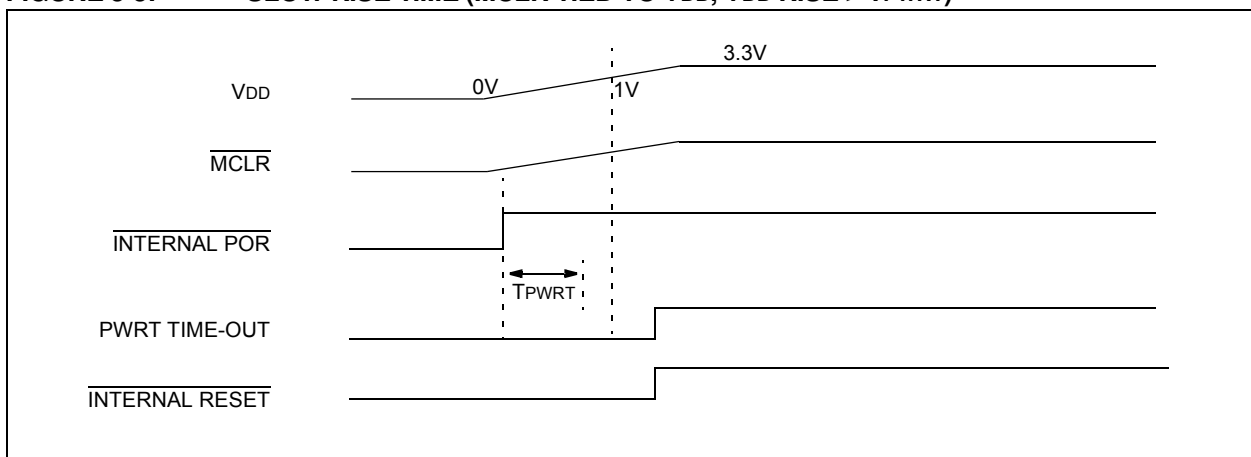 3.3V
VDD 0V 1V
MCLR
INTERNAL POR
TPWRT
PWRT TIME-OUT
INTERNAL RESET